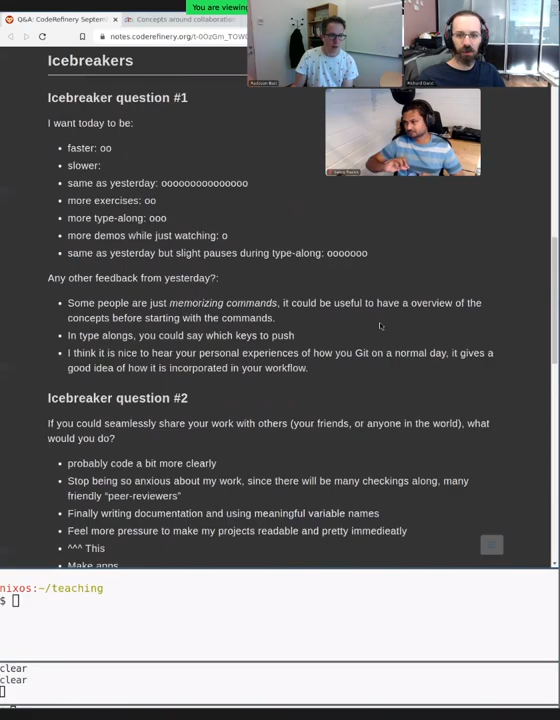 You are viewing
Q&A: CodeRefinery Septem
Concepts around collaboration
notes.coderefinery.org/t-0OzGm_TOW
Radovan Bast
Richard Darst
Icebreakers
Icebreaker question #1
I want today to be:
faster: oo
slower:
same as yesterday: ooooooooooooooo
more exercises: oo
more type-along: ooo
more demos while just watching: o
same as yesterday but slight pauses during type-along: ooooooo
Any other feedback from yesterday?:
Some people are just memorizing commands, it could be useful to have a overview of the
concepts before starting with the commands.
In type alongs, you could say which keys to push
I think it is nice to hear your personal experiences of how you Git on a normal day, it gives a
good idea of how it is incorporated in your workflow.
Icebreaker question #2
If you could seamlessly share your work with others (your friends, or anyone in the world), what
would you do?
probably code a bit more clearly
Stop being so anxious about my work, since there will be many checkings along, many
friendly “peer-reviewers”
Finally writing documentation and using meaningful variable names
Feel more pressure to make my projects readable and pretty immedieatly
^^^ This
Make apps
nixos:~/teaching
$
clear
clear